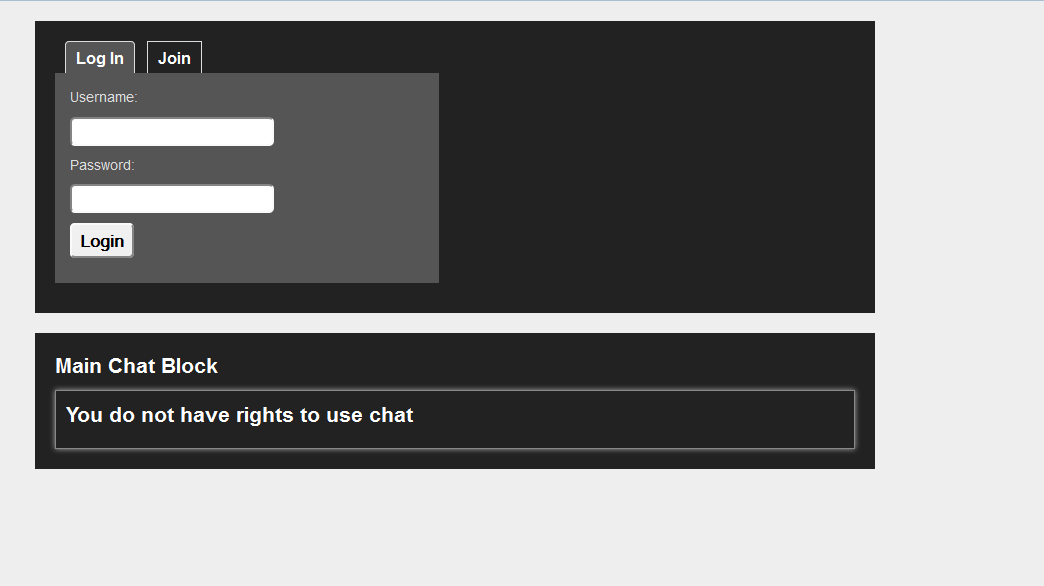 Log In Join
Username:
Password:
Login
Main Chat Block
You do not have rights to use chat